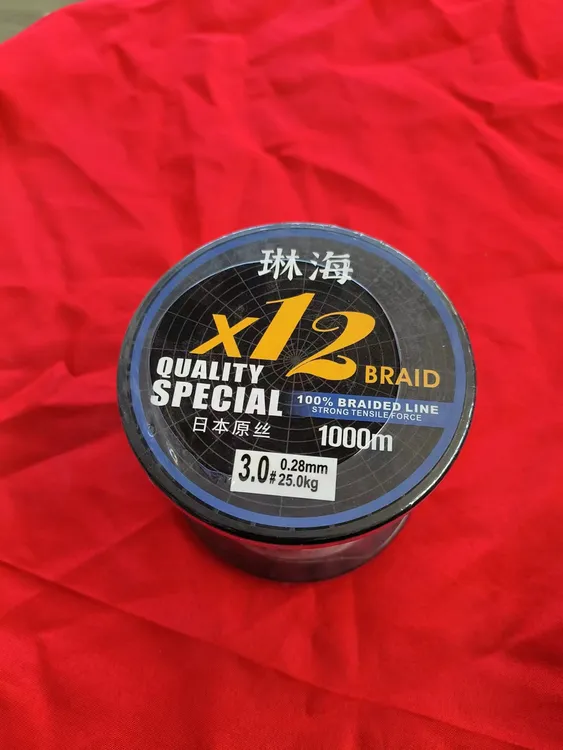 琳海
x12 BRAID
QUALITY
SPECIAL
100% BRAIDED LINE
STRONG TENSILE FORCE
日本原丝
1000m
3.0# 0.28mm
25.0kg